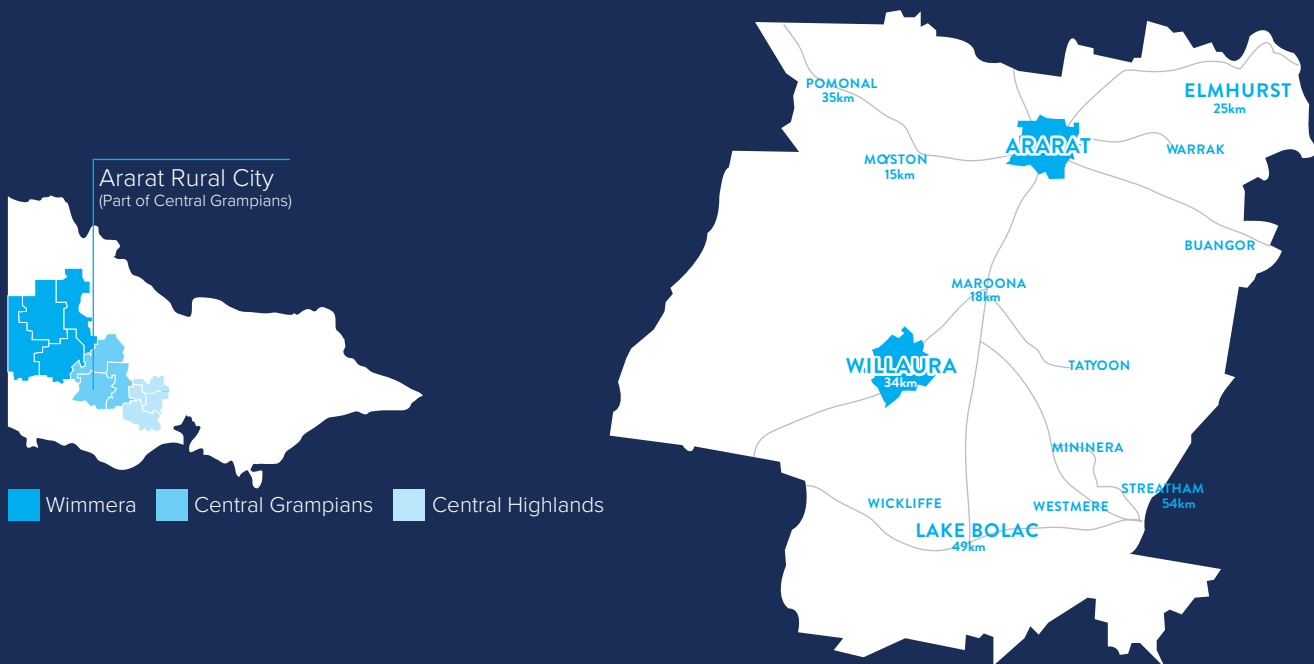 Ararat Rural City
(Part of Central Grampians)
Wimmera
Central Grampians
Central Highlands
POMONAL
35km
ELMHURST
25km
ARARAT
WARRAK
MOYSTON
15km
BUANGOR
MAROONA
18km
WILLAURA
34km
TATYOON
MININERA
STREATHAM
54km
WICKLIFFE
WESTMERE
LAKE BOLAC
49km